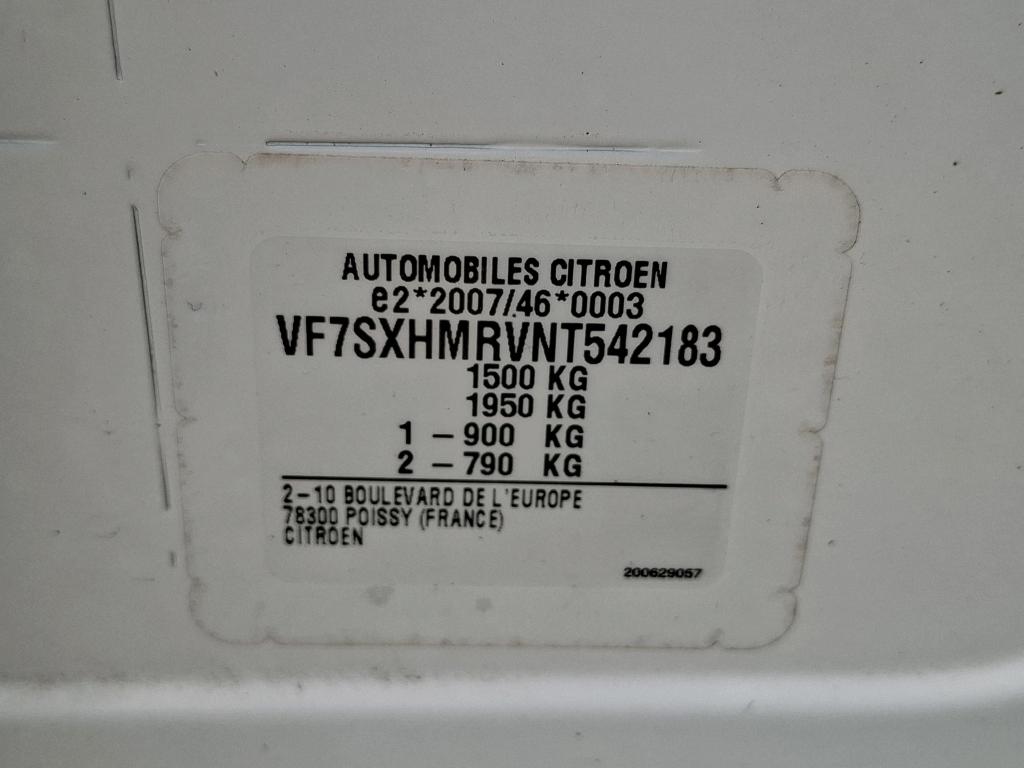 AUTOMOBILES CITROEN
e2*2007/46*0003
VF7SXHMRVNT542183
1500 KG
1950 KG
1 – 900 KG
2 – 790 KG
2–10 BOULEVARD DE L'EUROPE
78300 POISSY (FRANCE)
CITROEN
200629057